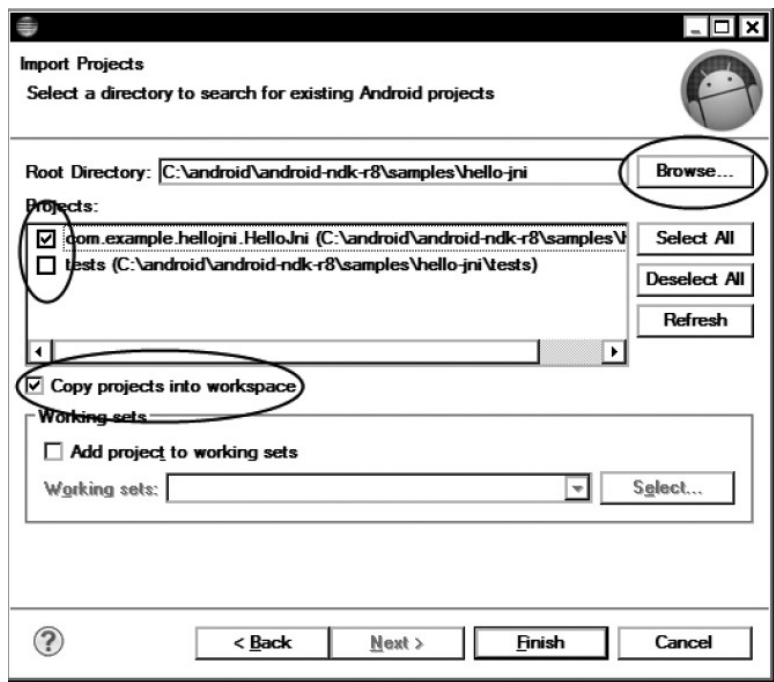 Import Projects
Select a directory to search for existing Android projects
Root Directory: C:\android\android-ndk-r8\samples\hello-jni Browse...
Projects:
com.example.hellojni.HelloJni (C:\android\android-ndk-r8\samples\h Select All
tests (C:\android\android-ndk-r8\samples\hello-jni\tests)
Deselect All
Refresh
Copy projects into workspace
Working sets
Add project to working sets
Working sets: Select...
? < Back Next > Finish Cancel